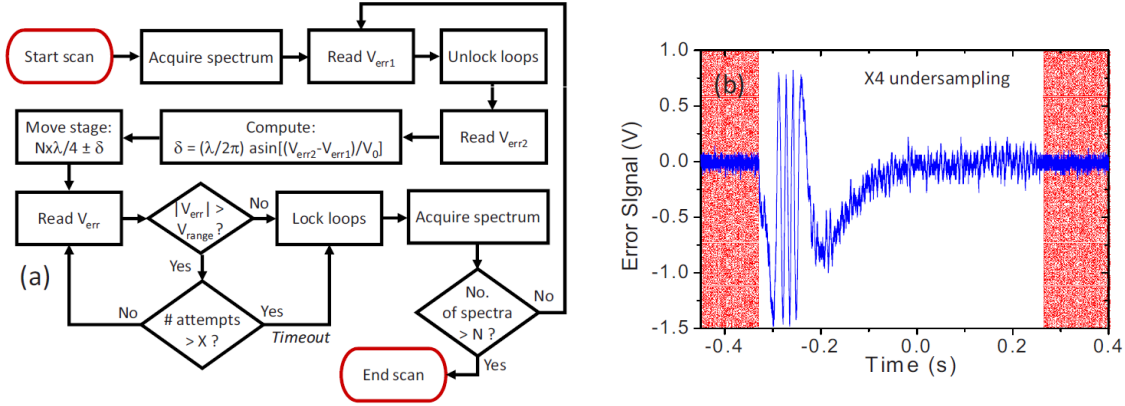 Start scan
Acquire spectrum
Read Verr1
Unlock loops
Read Verr2
Compute:
δ = (λ/2π) asin[(Verr2-Verr1)/V0]
Move stage:
Nxλ/4 ± δ
Read Verr
|Verr| >
Vrange ?
No
Lock loops
Acquire spectrum
Yes
(a)
No
# attempts
> X ?
Yes
Timeout
No.
of spectra
> N ?
No
Yes
End scan
(b)
X4 undersampling
Error SIgnal (V)
1.0
0.5
0.0
-0.5
-1.0
-1.5
-0.4
-0.2
0.0
0.2
0.4
Time (s)